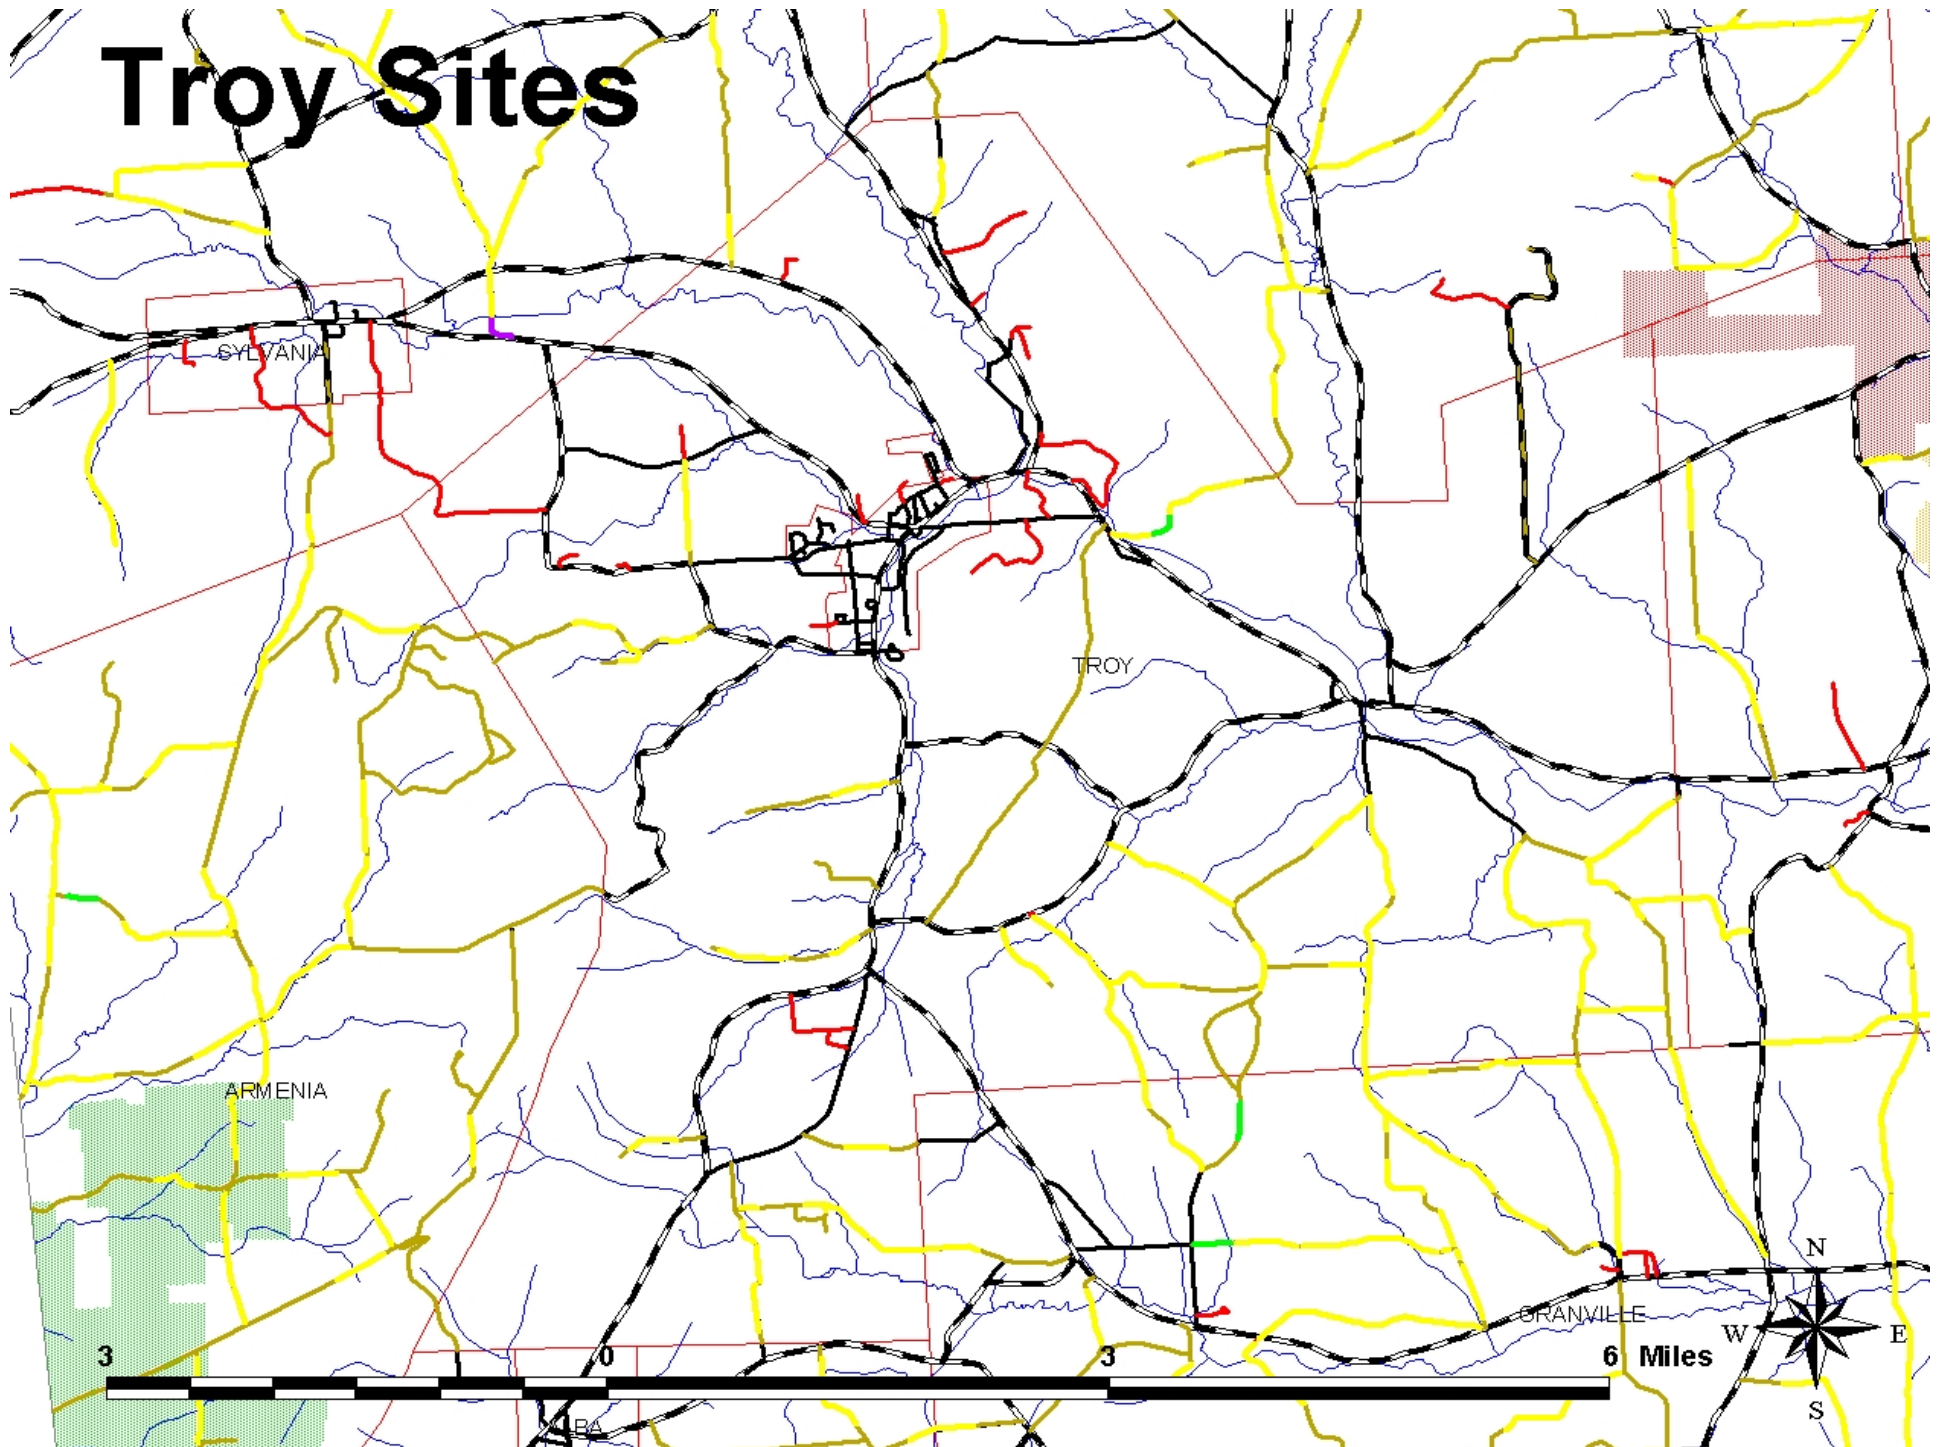 Troy Sites
SYLVANIA
TROY
ARMENIA
N
GRANVILLE
W E
3 0 3 6 Miles
S